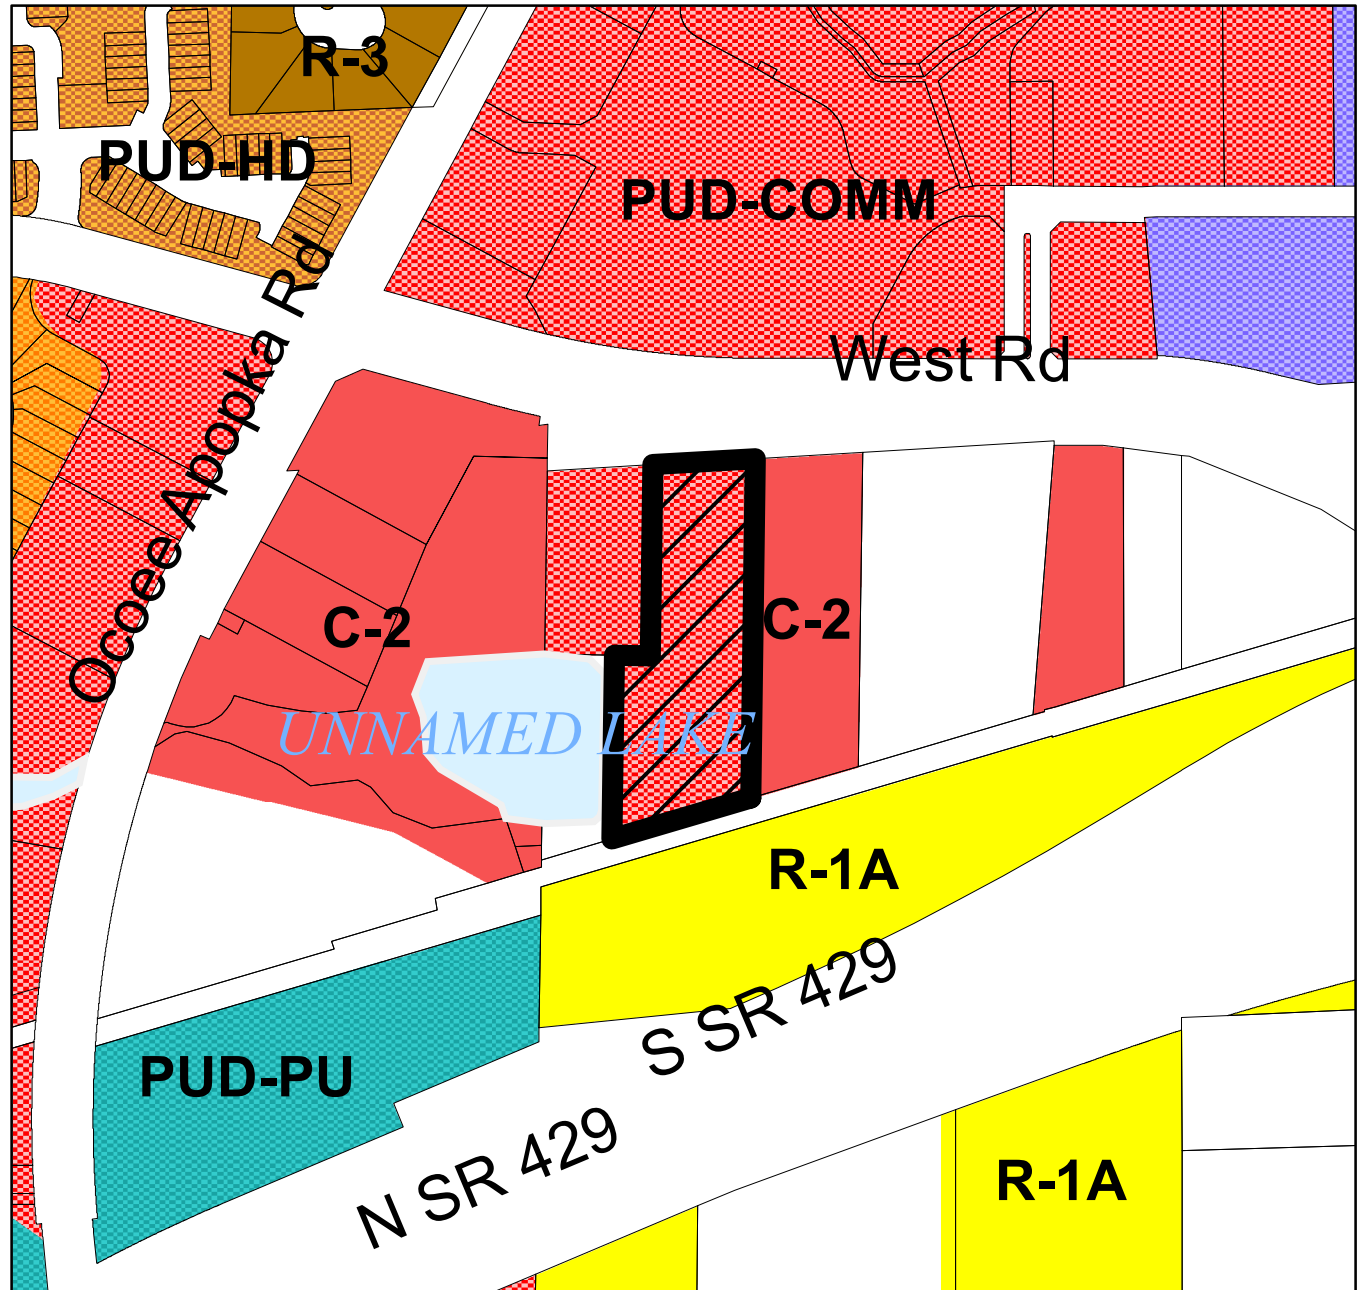 R-3
PUD-HD
PUD-COMM
Ocoee Apopka Rd
West Rd
C-2
C-2
UNNAMED LAKE
R-1A
S SR 429
PUD-PU
N SR 429
R-1A